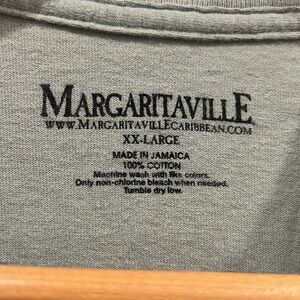 MARGARITAVILLE
WWW.MARGARITAVILLECARIBBEAN.COM
XX-LARGE
MADE IN JAMAICA
100% COTTON
Machine wash with like colors.
Only non-chlorine bleach when needed.
Tumble dry low.